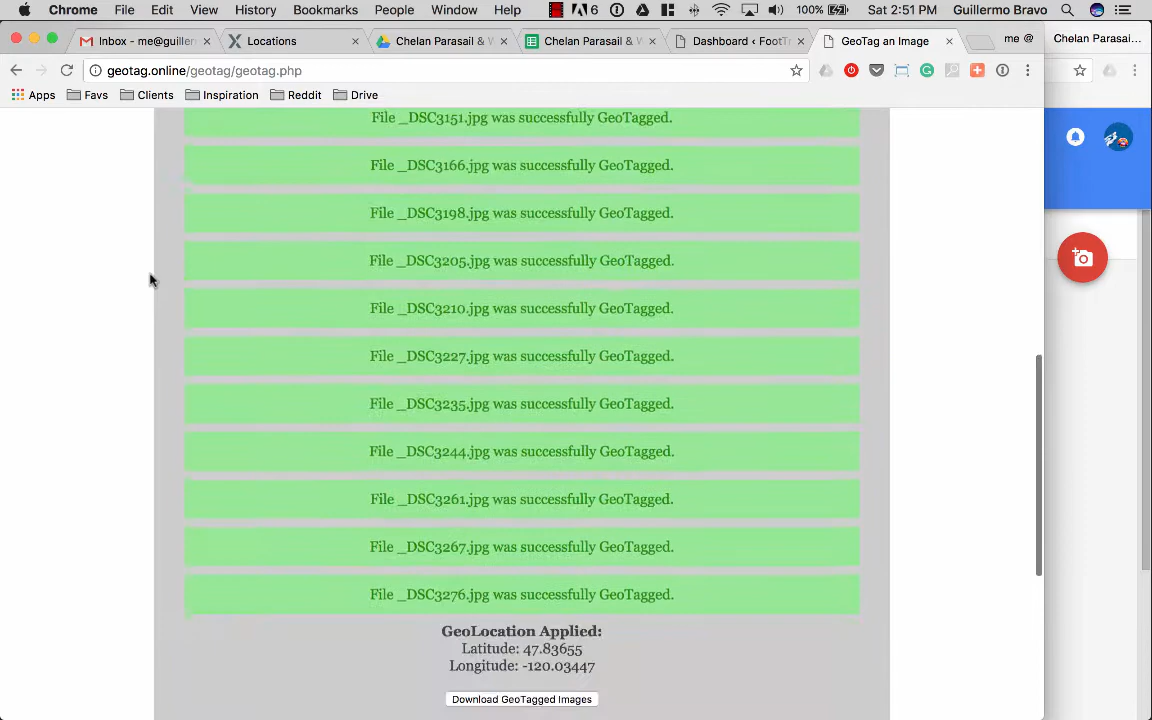 Chrome File Edit View History Bookmarks People Window Help 6 100% Sat 2:51 PM Guillermo Bravo
Inbox - me@guiller Locations Chelan Parasail & W Chelan Parasail & W Dashboard ‹ FootTr GeoTag an Image me @ Chelan Parasai...
geotag.online/geotag/geotag.php
Apps Favs Clients Inspiration Reddit Drive
File _DSC3151.jpg was successfully GeoTagged.
File _DSC3166.jpg was successfully GeoTagged.
File _DSC3198.jpg was successfully GeoTagged.
File _DSC3205.jpg was successfully GeoTagged.
File _DSC3210.jpg was successfully GeoTagged.
File _DSC3227.jpg was successfully GeoTagged.
File _DSC3235.jpg was successfully GeoTagged.
File _DSC3244.jpg was successfully GeoTagged.
File _DSC3261.jpg was successfully GeoTagged.
File _DSC3267.jpg was successfully GeoTagged.
File _DSC3276.jpg was successfully GeoTagged.
GeoLocation Applied:
Latitude: 47.83655
Longitude: -120.03447
Download GeoTagged Images